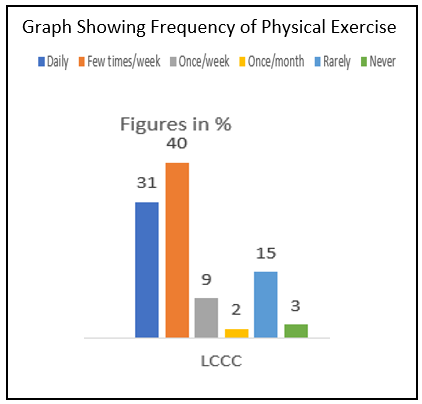 Graph Showing Frequency of Physical Exercise
Daily Few times/week Once/week Once/month Rarely Never
Figures in %
40
31
15
9
2
3
LCCC